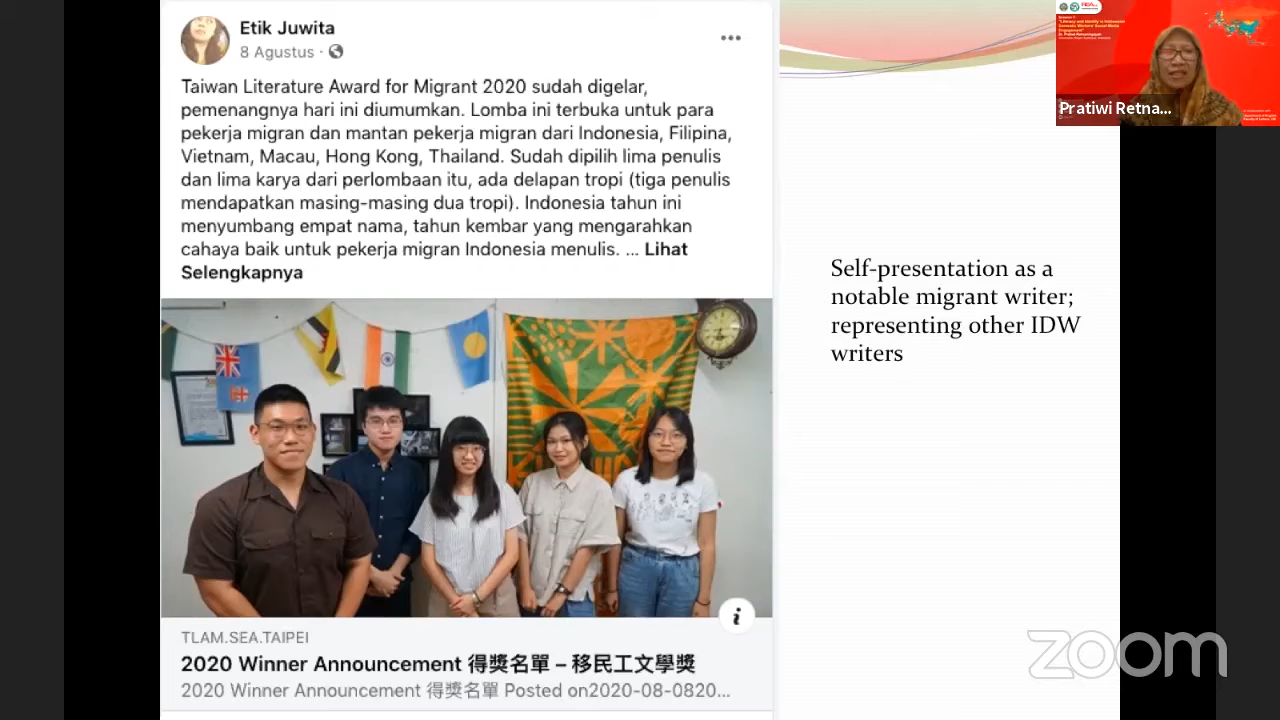 Etik Juwita
8 Agustus ·
Taiwan Literature Award for Migrant 2020 sudah digelar,
pemenangnya hari ini diumumkan. Lomba ini terbuka untuk para
pekerja migran dan mantan pekerja migran dari Indonesia, Filipina,
Vietnam, Macau, Hong Kong, Thailand. Sudah dipilih lima penulis
dan lima karya dari perlombaan itu, ada delapan tropi (tiga penulis
mendapatkan masing-masing dua tropi). Indonesia tahun ini
menyumbang empat nama, tahun kembar yang mengarahkan
cahaya baik untuk pekerja migran Indonesia menulis. ... Lihat
Selengkapnya
TLAM.SEA.TAIPEI
2020 Winner Announcement 得獎名單 – 移民工文學獎
2020 Winner Announcement 得獎名單 Posted on2020-08-0820...
Self-presentation as a
notable migrant writer;
representing other IDW
writers
Pratiwi Retna...
zoom